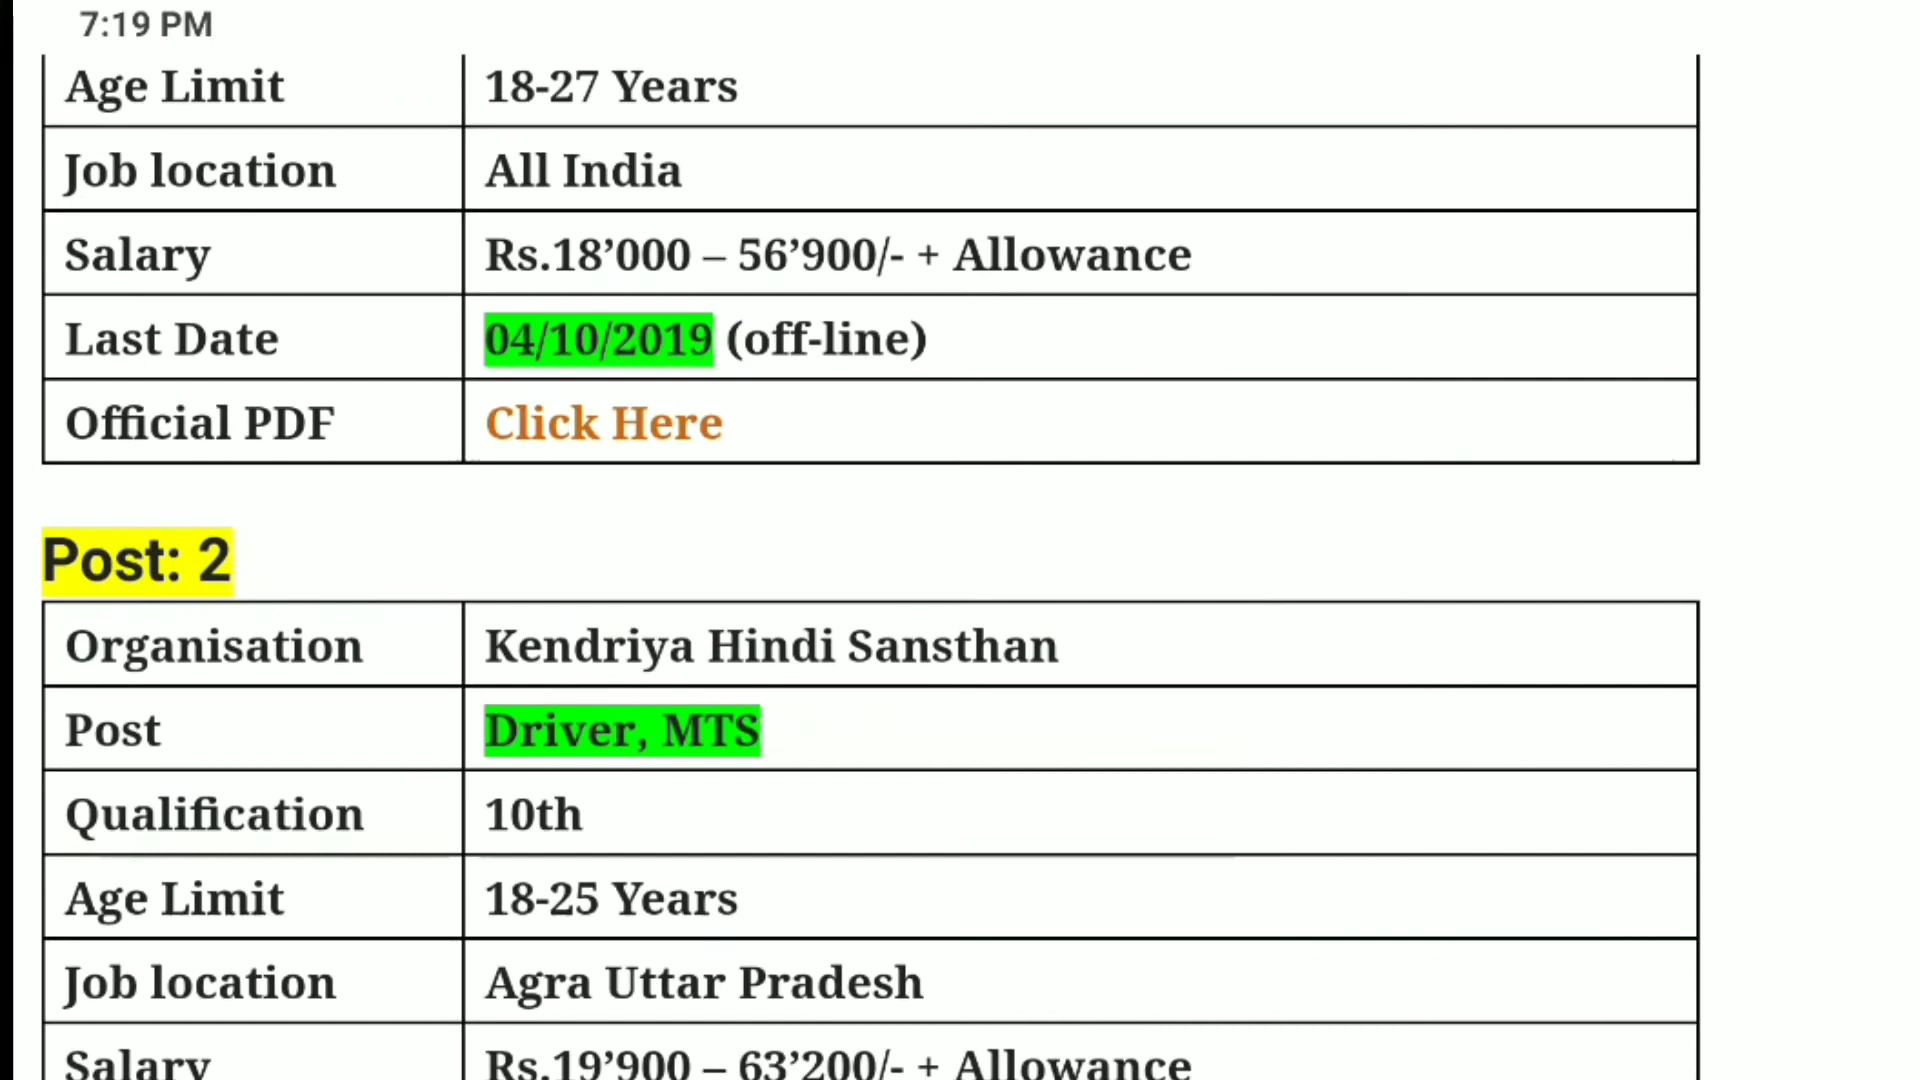 7:19 PM
Age Limit 18-27 Years
Job location All India
Salary Rs.18’000 – 56’900/- + Allowance
Last Date 04/10/2019 (off-line)
Official PDF Click Here
Post: 2
Organisation Kendriya Hindi Sansthan
Post Driver, MTS
Qualification 10th
Age Limit 18-25 Years
Job location Agra Uttar Pradesh
Salary Rs.19’900 – 63’200/- + Allowance